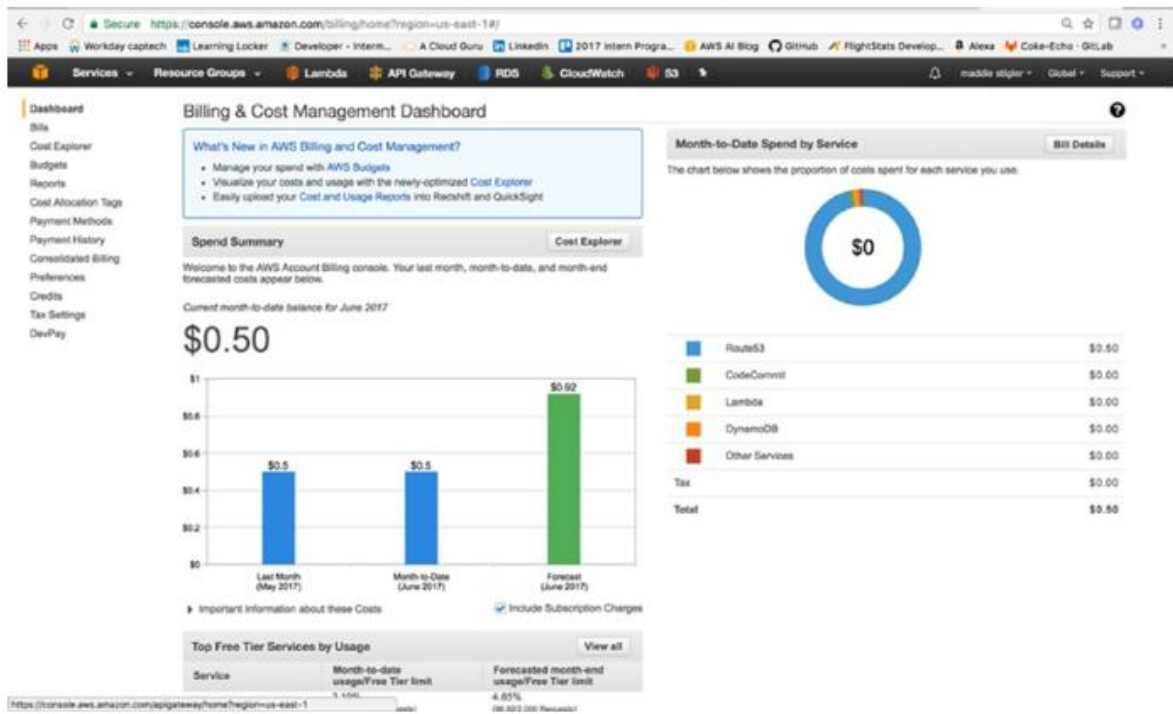 Secure https://console.aws.amazon.com/billing/home?region=us-east-1#/
Apps Workday captech Learning Locker Developer - Interm... A Cloud Guru LinkedIn 2017 Intern Progra... AWS AI Blog GitHub FlightStats Develop... Alexa Coke-Echo · GitLab
Services Resource Groups Lambda API Gateway RDS CloudWatch S3 maddie stigler Global Support
Dashboard
Bills
Cost Explorer
Budgets
Reports
Cost Allocation Tags
Payment Methods
Payment History
Consolidated Billing
Preferences
Credits
Tax Settings
DevPay
Billing & Cost Management Dashboard
What's New in AWS Billing and Cost Management?
• Manage your spend with AWS Budgets
• Visualize your costs and usage with the newly-optimized Cost Explorer
• Easily upload your Cost and Usage Reports into Redshift and QuickSight
Spend Summary Cost Explorer
Welcome to the AWS Account Billing console. Your last month, month-to-date, and month-end
forecasted costs appear below.
Current month-to-date balance for June 2017
$0.50
$1
$0.8
$0.6
$0.4
$0.2
$0
$0.5
$0.5
$0.92
Last Month
(May 2017)
Month-to-Date
(June 2017)
Forecast
(June 2017)
Important Information about these Costs Include Subscription Charges
Top Free Tier Services by Usage View all
Service
Month-to-date
usage/Free Tier limit
Forecasted month-end
usage/Free Tier limit
4.85%
Month-to-Date Spend by Service Bill Details
The chart below shows the proportion of costs spent for each service you use.
$0
Route53 $0.50
CodeCommit $0.00
Lambda $0.00
DynamoDB $0.00
Other Services $0.00
Tax $0.00
Total $0.50
https://console.aws.amazon.com/apigateway/home?region=us-east-1